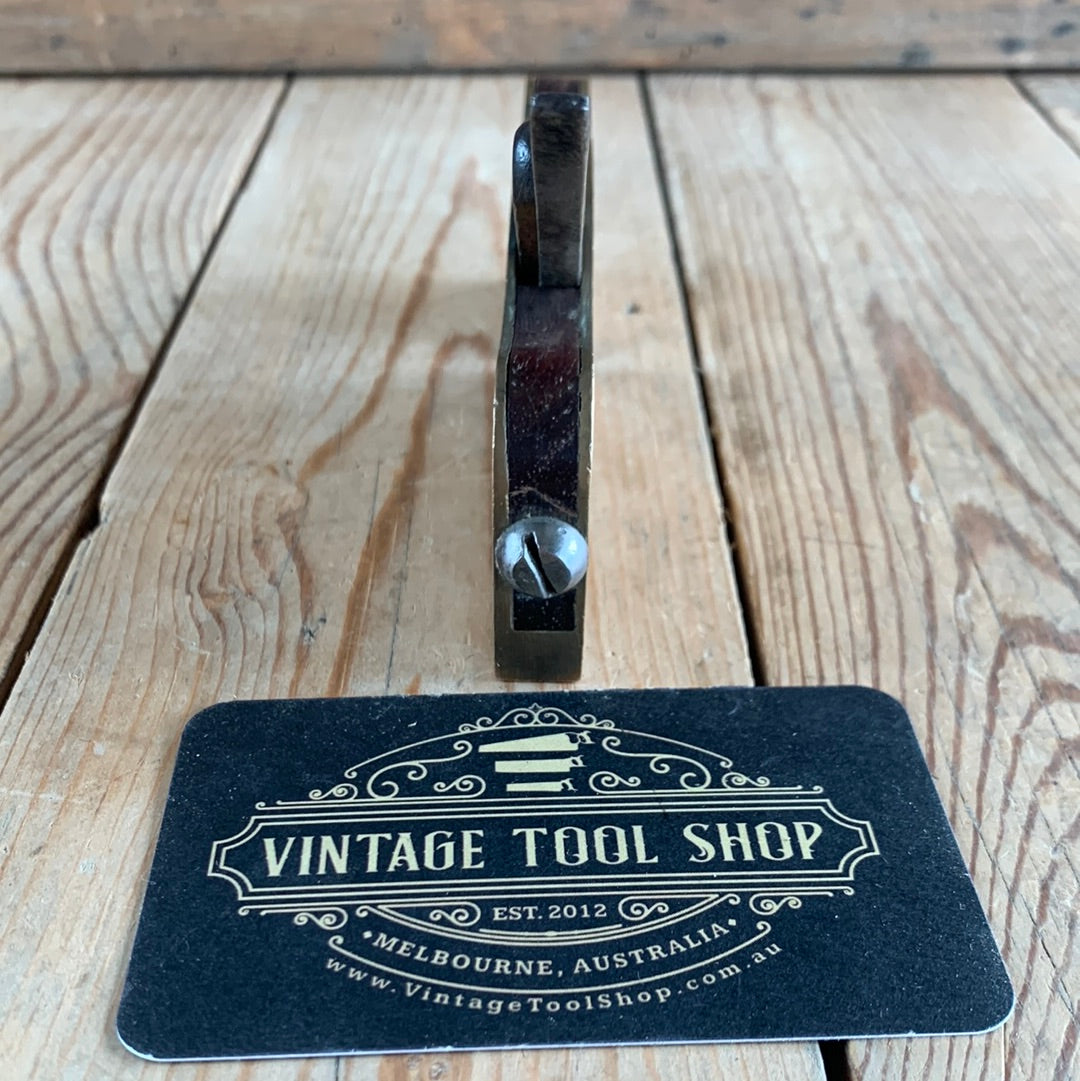 VINTAGE TOOL SHOP
EST. 2012
MELBOURNE, AUSTRALIA
www.VintageToolShop.com.au